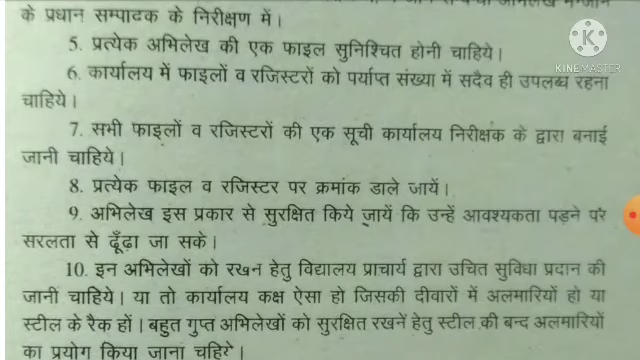 के प्रधान सम्पादक के निरीक्षण में।
5. प्रत्येक अभिलेख की एक फाइल सुनिश्चित होनी चाहिये।
6. कार्यालय में फाइलों व रजिस्टरों को पर्याप्त संख्या में सदैव ही उपलब्ध रहना
चाहिये।
7. सभी फाइलों व रजिस्टरों की एक सूची कार्यालय निरीक्षक के द्वारा बनाई
जानी चाहिये।
8. प्रत्येक फाइल व रजिस्टर पर क्रमांक डाले जायें।
9. अभिलेख इस प्रकार से सुरक्षित किये जायें कि उन्हें आवश्यकता पड़ने पर
सरलता से ढूँढ़ा जा सके।
10. इन अभिलेखों को रखन हेतु विद्यालय प्राचार्य द्वारा उचित सुविधा प्रदान की
जानी चाहिये। या तो कार्यालय कक्ष ऐसा हो जिसकी दीवारों में अलमारियों हो या
स्टील के रैक हों। बहुत गुप्त अभिलेखों को सुरक्षित रखनें हेतु स्टील की बन्द अलमारियों
का प्रयोग किया जाना चहिये।
KINEMASTER